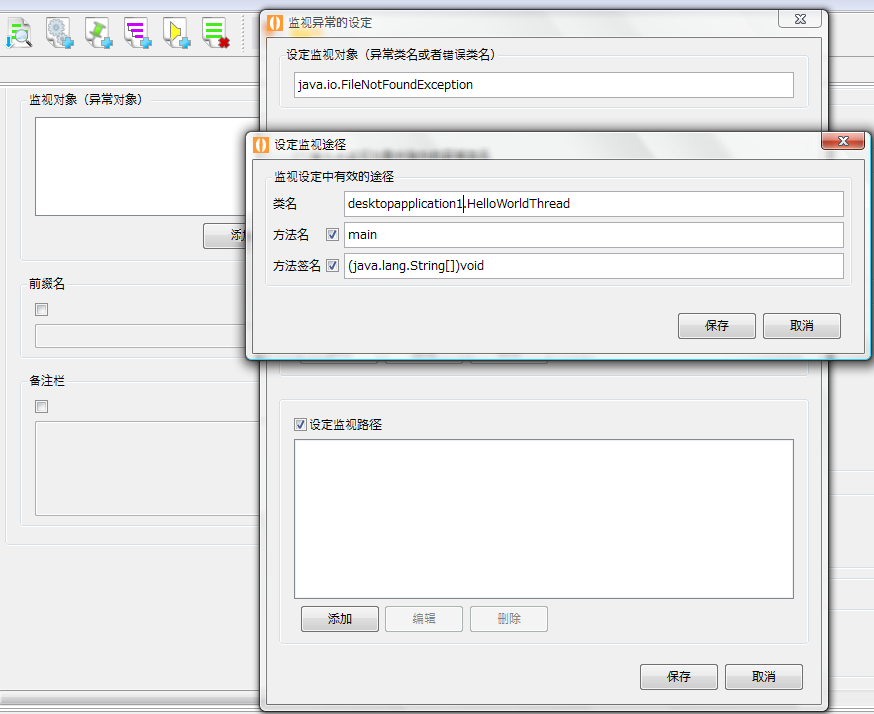 监视异常的设定
设定监视对象（异常类名或者错误类名）
java.io.FileNotFoundException
监视对象（异常对象）
设定监视途径
监视设定中有效的途径
类名
desktopapplication1.HelloWorldThread
方法名
main
方法签名
(java.lang.String[])void
保存
取消
添加
前缀名
备注栏
设定监视路径
添加
编辑
删除
保存
取消